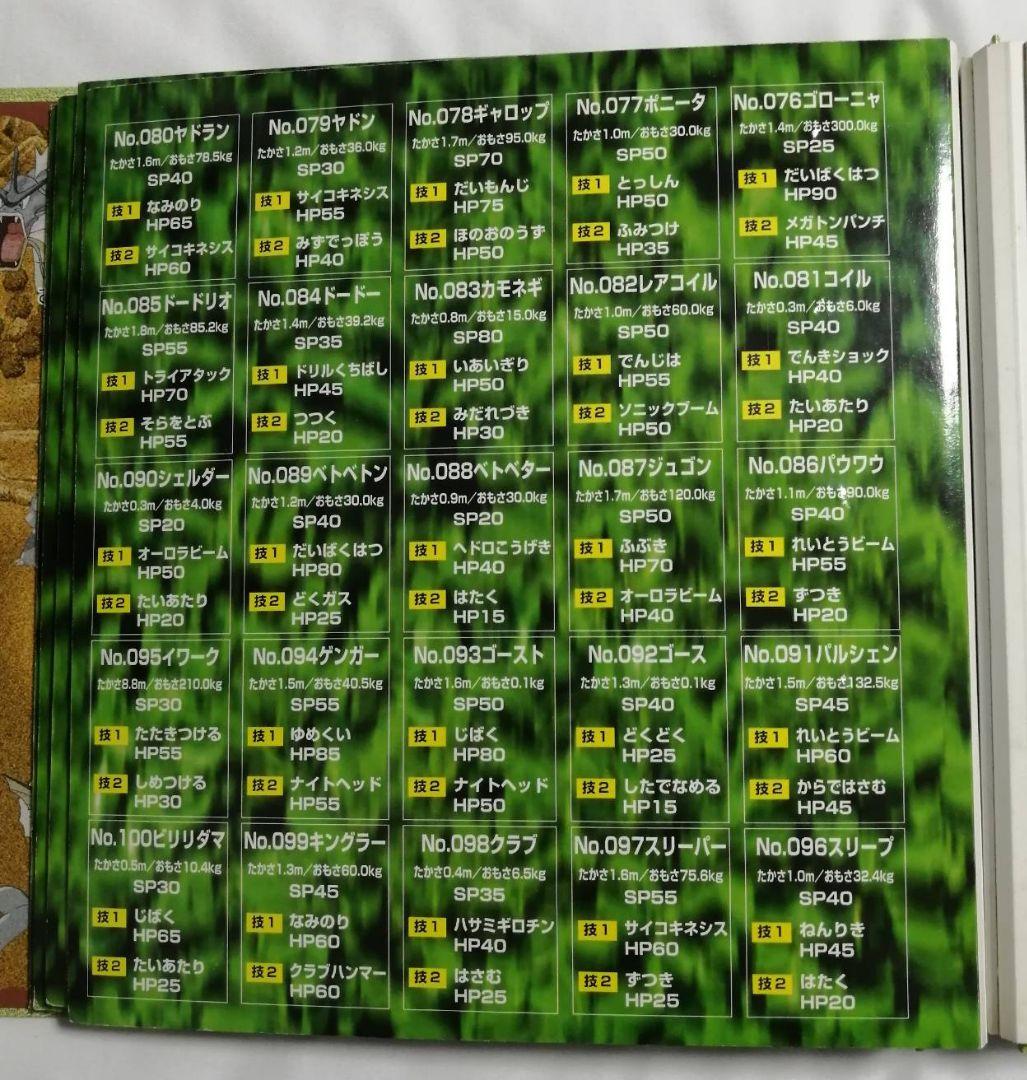 No.080ヤドラン
たかさ1.6m/おもさ78.5kg
SP40
技1 なみのり
HP65
技2 サイコキネシス
HP60
No.079ヤドン
たかさ1.2m/おもさ36.0kg
SP30
技1 サイコキネシス
HP55
技2 みずでっぽう
HP40
No.078ギャロップ
たかさ1.7m/おもさ95.0kg
SP70
技1 だいもんじ
HP75
技2 ほのおのうず
HP50
No.077ポニータ
たかさ1.0m/おもさ30.0kg
SP50
技1 とっしん
HP50
技2 ふみつけ
HP35
No.076ゴローニャ
たかさ1.4m/おもさ300.0kg
SP25
技1 だいばくはつ
HP90
技2 メガトンパンチ
HP45
No.085ドードリオ
たかさ1.8m/おもさ85.2kg
SP55
技1 トライアタック
HP70
技2 そらをとぶ
HP55
No.084ドードー
たかさ1.4m/おもさ39.2kg
SP35
技1 ドリルくちばし
HP45
技2 つつく
HP20
No.083カモネギ
たかさ0.8m/おもさ15.0kg
SP80
技1 いあいぎり
HP50
技2 みだれづき
HP30
No.082レアコイル
たかさ1.0m/おもさ60.0kg
SP50
技1 でんじは
HP55
技2 ソニックブーム
HP50
No.081コイル
たかさ0.3m/おもさ6.0kg
SP40
技1 でんきショック
HP40
技2 たいあたり
HP20
No.090シェルダー
たかさ0.3m/おもさ4.0kg
SP20
技1 オーロラビーム
HP50
技2 たいあたり
HP20
No.089ベトベトン
たかさ1.2m/おもさ30.0kg
SP40
技1 だいばくはつ
HP80
技2 どくガス
HP25
No.088ベトベター
たかさ0.9m/おもさ30.0kg
SP20
技1 ヘドロこうげき
HP40
技2 はたく
HP15
No.087ジュゴン
たかさ1.7m/おもさ120.0kg
SP50
技1 ふぶき
HP70
技2 オーロラビーム
HP40
No.086パウワウ
たかさ1.1m/おもさ90.0kg
SP40
技1 れいとうビーム
HP55
技2 ずつき
HP20
No.095イワーク
たかさ8.8m/おもさ210.0kg
SP30
技1 たたきつける
HP55
技2 しめつける
HP30
No.094ゲンガー
たかさ1.5m/おもさ40.5kg
SP55
技1 ゆめくい
HP85
技2 ナイトヘッド
HP55
No.093ゴースト
たかさ1.6m/おもさ0.1kg
SP50
技1 じばく
HP80
技2 ナイトヘッド
HP50
No.092ゴース
たかさ1.3m/おもさ0.1kg
SP40
技1 どくどく
HP25
技2 したでなめる
HP15
No.091パルシェン
たかさ1.5m/おもさ132.5kg
SP45
技1 れいとうビーム
HP60
技2 からではさむ
HP45
No.100ビリリダマ
たかさ0.5m/おもさ10.4kg
SP30
技1 じばく
HP65
技2 たいあたり
HP25
No.099キングラー
たかさ1.3m/おもさ60.0kg
SP45
技1 なみのり
HP60
技2 クラブハンマー
HP60
No.098クラブ
たかさ0.4m/おもさ6.5kg
SP35
技1 ハサミギロチン
HP40
技2 はさむ
HP25
No.097スリーパー
たかさ1.6m/おもさ75.6kg
SP55
技1 サイコキネシス
HP60
技2 ずつき
HP25
No.096スリープ
たかさ1.0m/おもさ32.4kg
SP40
技1 ねんりき
HP45
技2 はたく
HP20